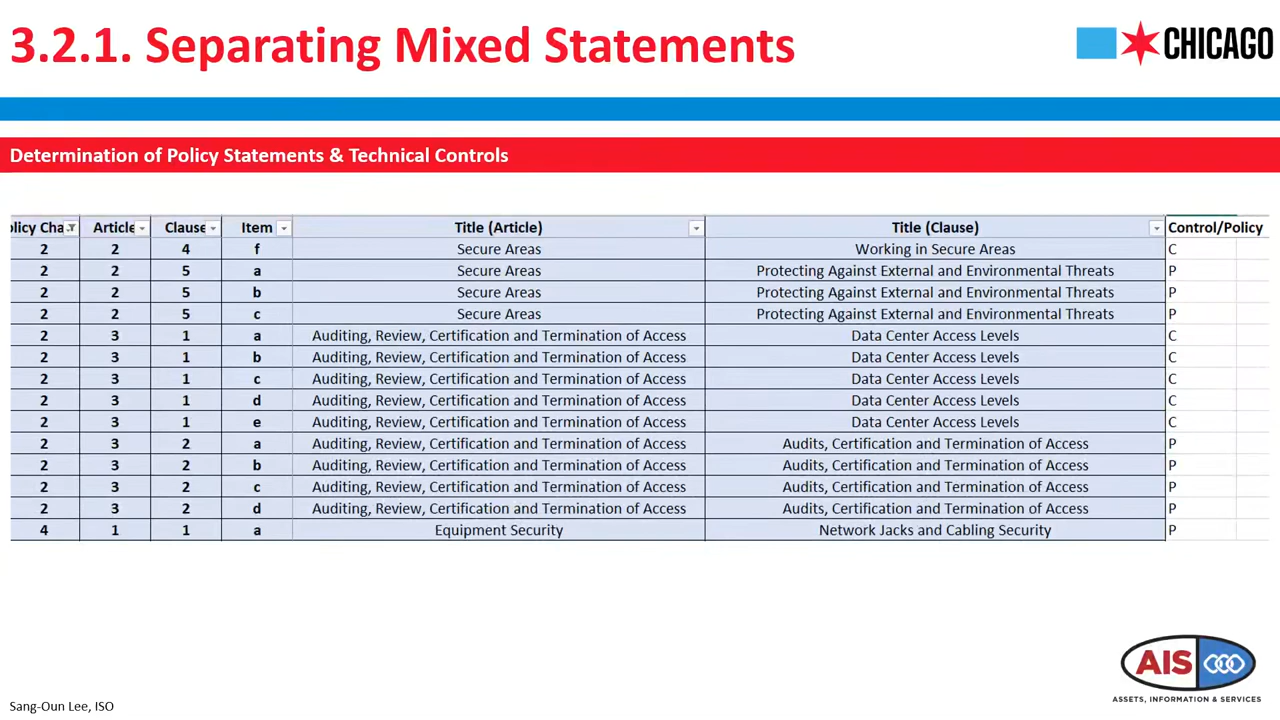 3.2.1. Separating Mixed Statements
CHICAGO
Determination of Policy Statements & Technical Controls
licy Cha Article Clause Item Title (Article) Title (Clause) Control/Policy
2 2 4 f Secure Areas Working in Secure Areas C
2 2 5 a Secure Areas Protecting Against External and Environmental Threats P
2 2 5 b Secure Areas Protecting Against External and Environmental Threats P
2 2 5 c Secure Areas Protecting Against External and Environmental Threats P
2 3 1 a Auditing, Review, Certification and Termination of Access Data Center Access Levels C
2 3 1 b Auditing, Review, Certification and Termination of Access Data Center Access Levels C
2 3 1 c Auditing, Review, Certification and Termination of Access Data Center Access Levels C
2 3 1 d Auditing, Review, Certification and Termination of Access Data Center Access Levels C
2 3 1 e Auditing, Review, Certification and Termination of Access Data Center Access Levels C
2 3 2 a Auditing, Review, Certification and Termination of Access Audits, Certification and Termination of Access P
2 3 2 b Auditing, Review, Certification and Termination of Access Audits, Certification and Termination of Access P
2 3 2 c Auditing, Review, Certification and Termination of Access Audits, Certification and Termination of Access P
2 3 2 d Auditing, Review, Certification and Termination of Access Audits, Certification and Termination of Access P
4 1 1 a Equipment Security Network Jacks and Cabling Security P
AIS
ASSETS, INFORMATION & SERVICES
Sang-Oun Lee, ISO